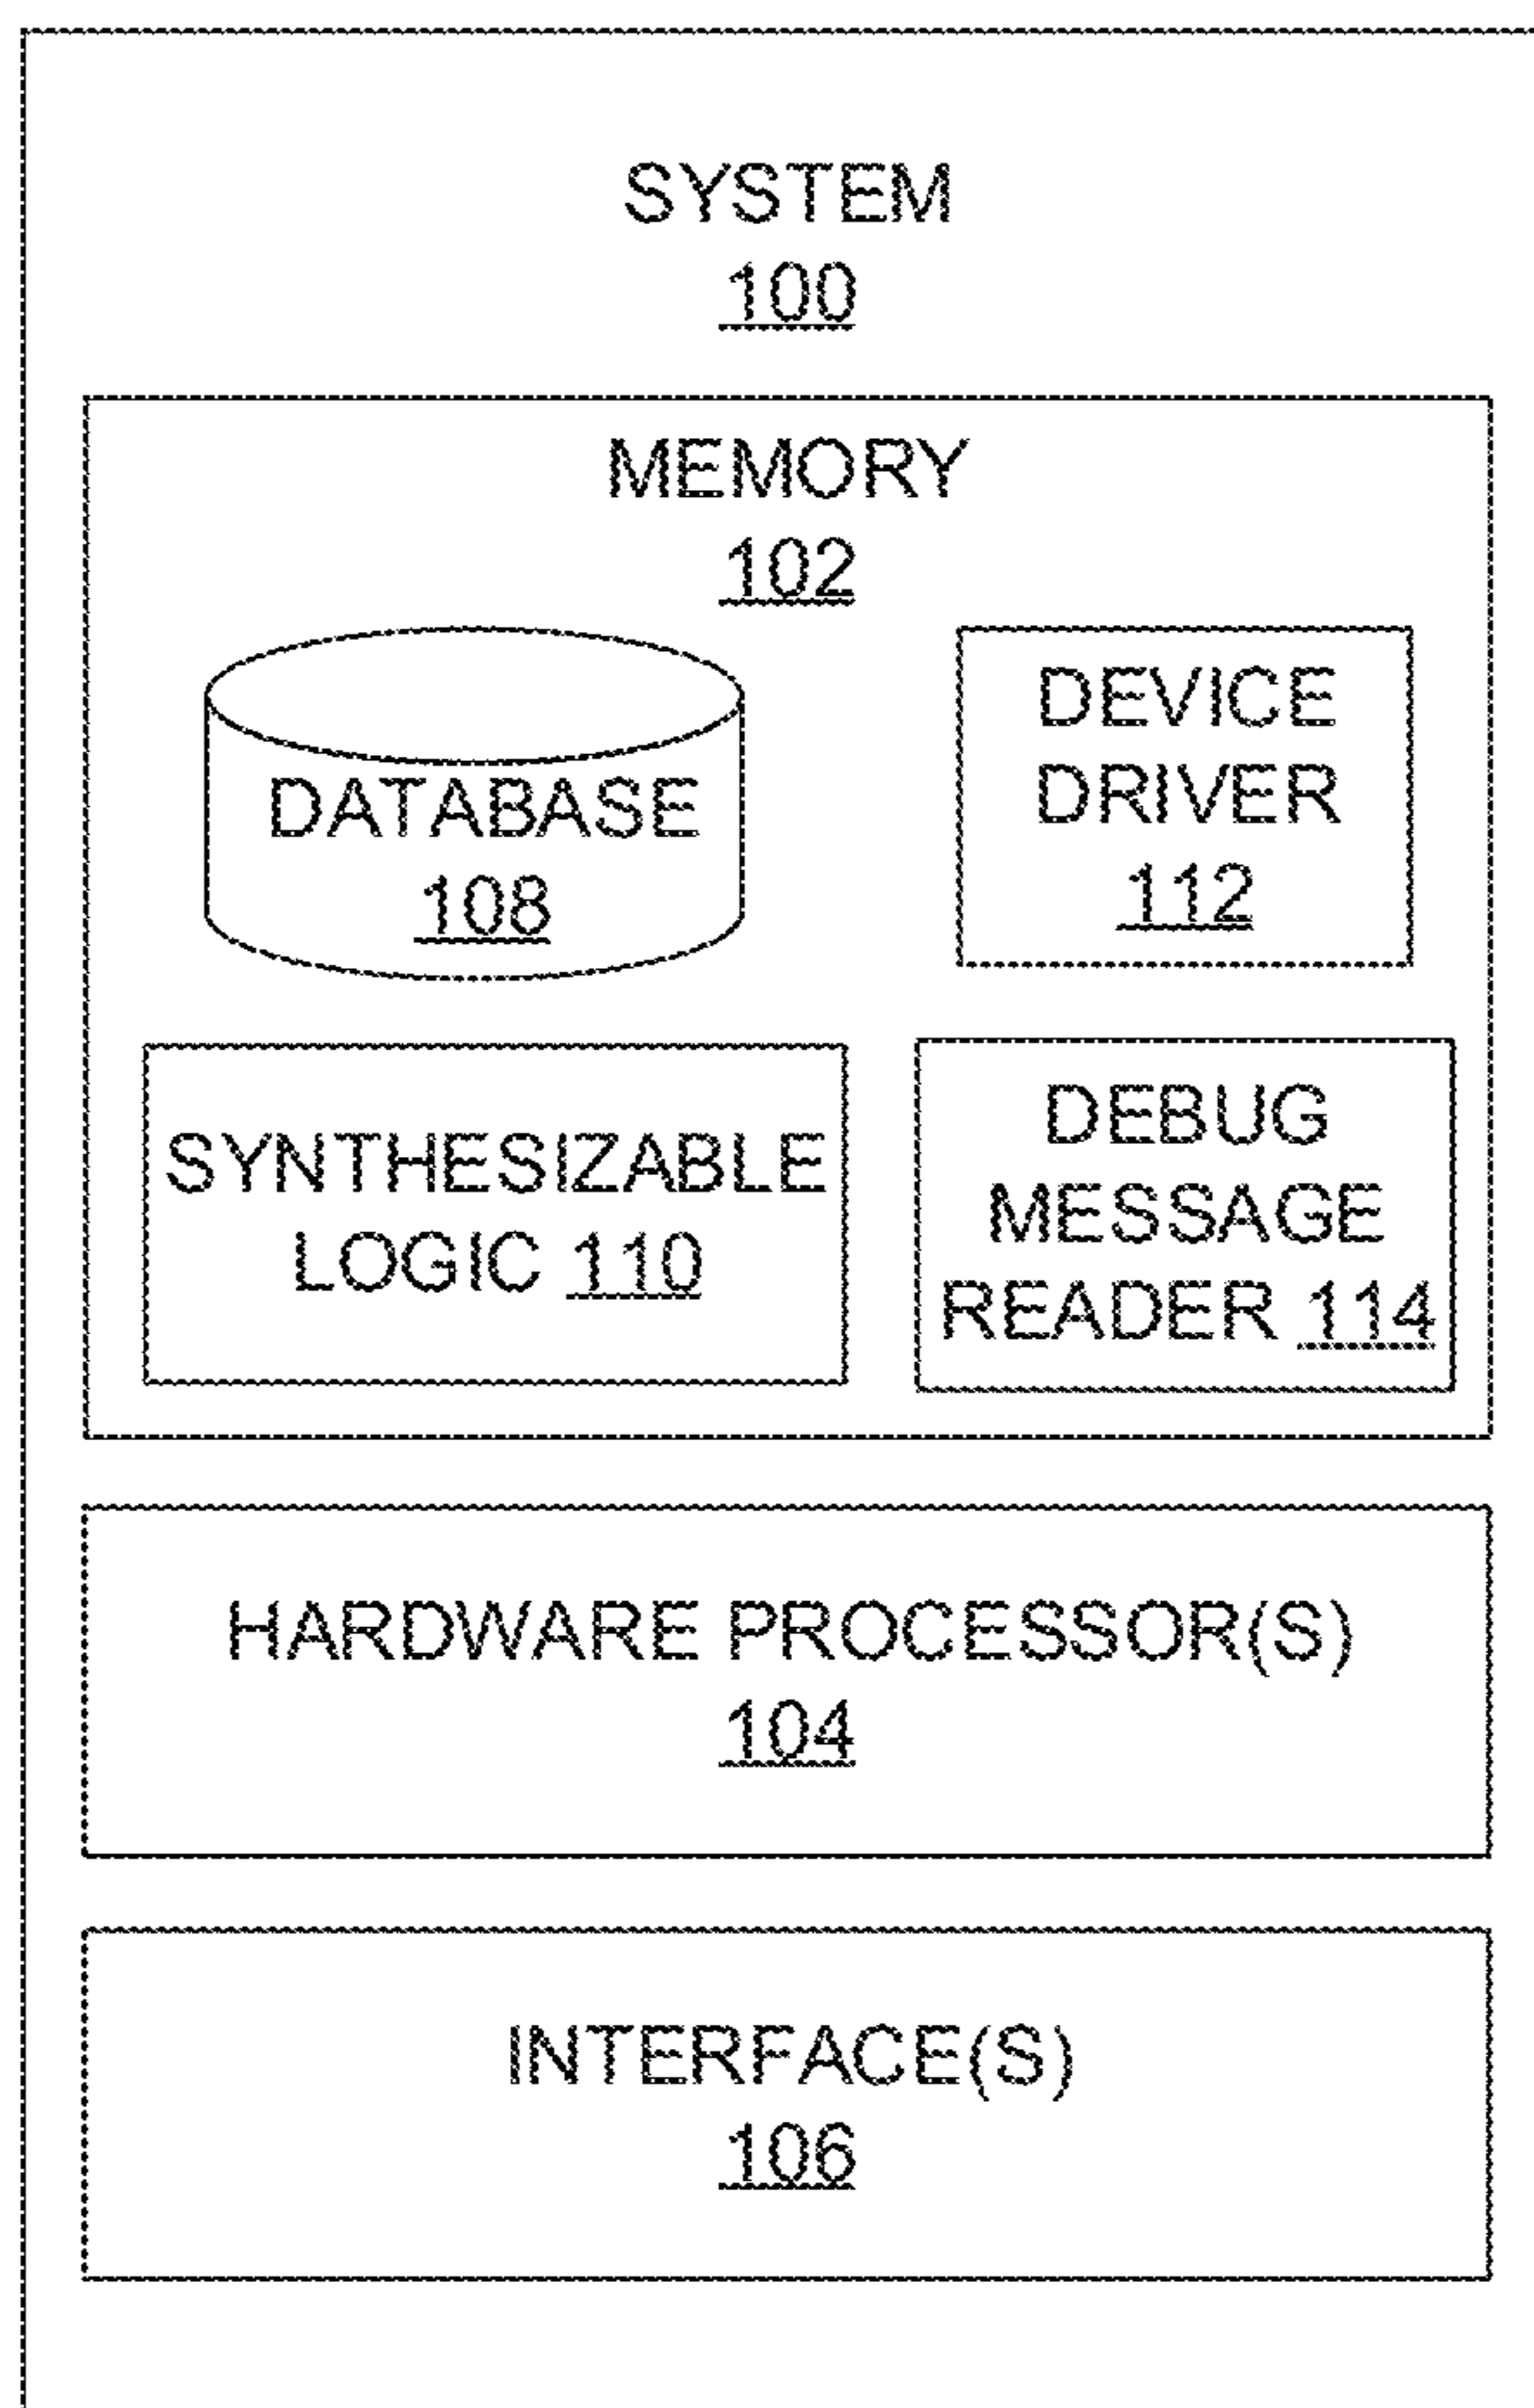 SYSTEM
100
MEMORY
102
DATABASE
108
DEVICE
DRIVER
112
SYNTHESIZABLE
LOGIC 110
DEBUG
MESSAGE
READER 114
HARDWARE PROCESSOR(S)
104
INTERFACE(S)
106